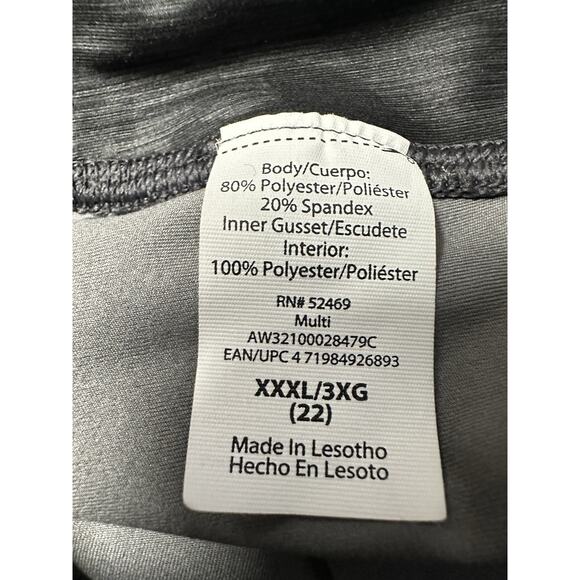 Body/Cuerpo:
80% Polyester/Poliéster
20% Spandex
Inner Gusset/Escudete
Interior:
100% Polyester/Poliéster
RN# 52469
Multi
AW32100028479C
EAN/UPC 4 71984926893
XXXL/3XG
(22)
Made In Lesotho
Hecho En Lesoto